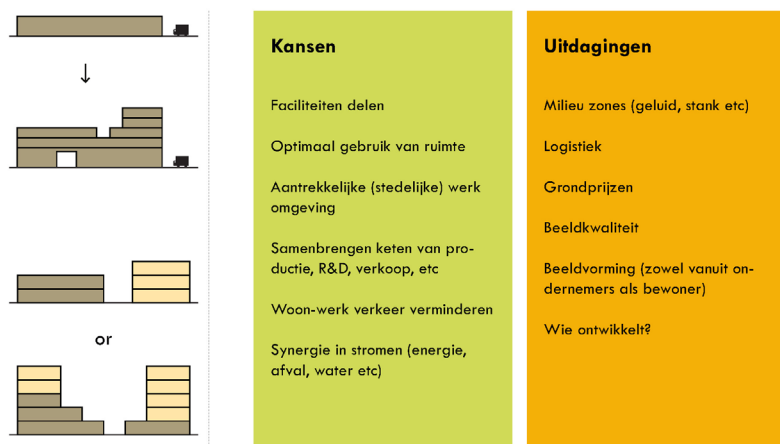 or
Kansen
Faciliteiten delen
Optimaal gebruik van ruimte
Aantrekkelijke (stedelijke) werk
omgeving
Samenbrengen keten van pro-
ductie, R&D, verkoop, etc
Woon-werk verkeer verminderen
Synergie in stromen (energie,
afval, water etc)
Uitdagingen
Milieu zones (geluid, stank etc)
Logistiek
Grondprijzen
Beeldkwaliteit
Beeldvorming (zowel vanuit on-
dernemers als bewoner)
Wie ontwikkelt?